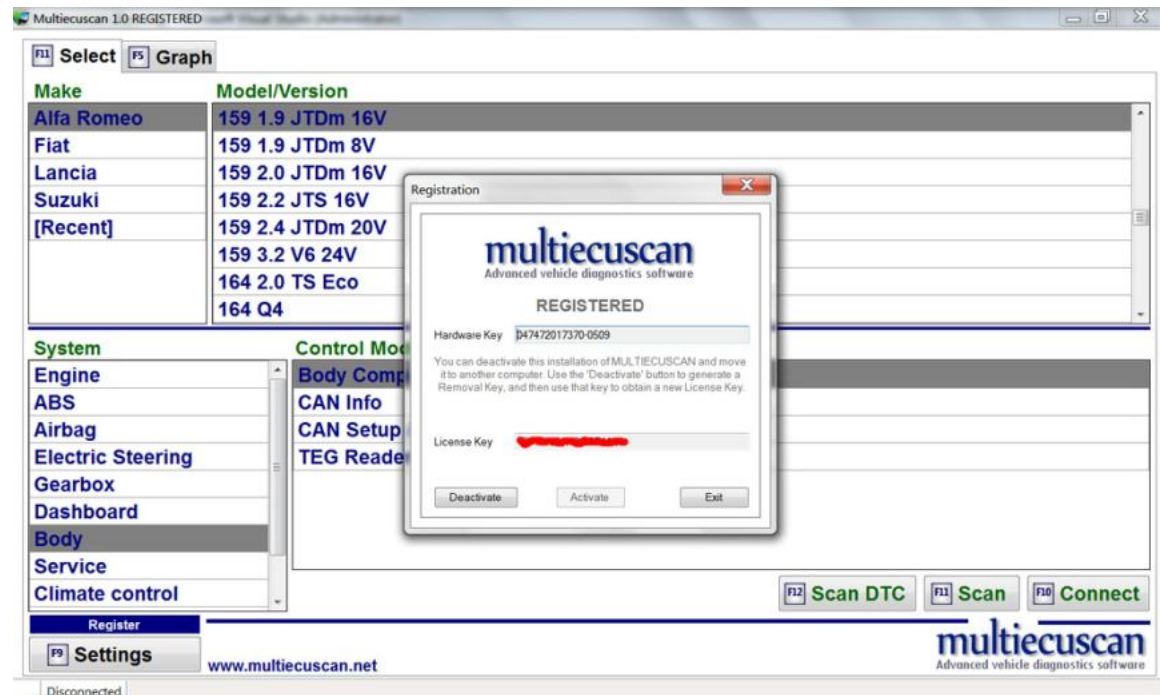 Multiecuscan 1.0 REGISTERED
F11 Select F5 Graph
Make Model/Version
Alfa Romeo 159 1.9 JTDm 16V
Fiat 159 1.9 JTDm 8V
Lancia 159 2.0 JTDm 16V
Suzuki 159 2.2 JTS 16V
[Recent] 159 2.4 JTDm 20V
159 3.2 V6 24V
164 2.0 TS Eco
164 Q4
Registration
multiecuscan
Advanced vehicle diagnostics software
REGISTERED
Hardware Key 047472017370-0509
You can deactivate this installation of MULTIECUSCAN and move
it to another computer. Use the 'Deactivate' button to generate a
Removal Key, and then use that key to obtain a new License Key.
License Key
Deactivate Activate Exit
System Control Mod
Engine Body Comp
ABS CAN Info
Airbag CAN Setup
Electric Steering TEG Reader
Gearbox
Dashboard
Body
Service
Climate control
F12 Scan DTC F11 Scan F10 Connect
Register
F9 Settings
www.multiecuscan.net
multiecuscan
Advanced vehicle diagnostics software
Disconnected